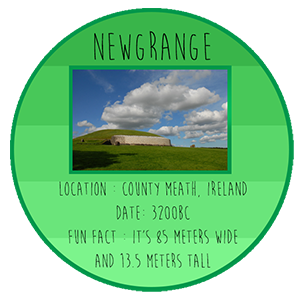 NEWGRANGE
LOCATION : COUNTY MEATH, IRELAND
DATE: 3200BC
FUN FACT : IT'S 85 METERS WIDE
AND 13.5 METERS TALL